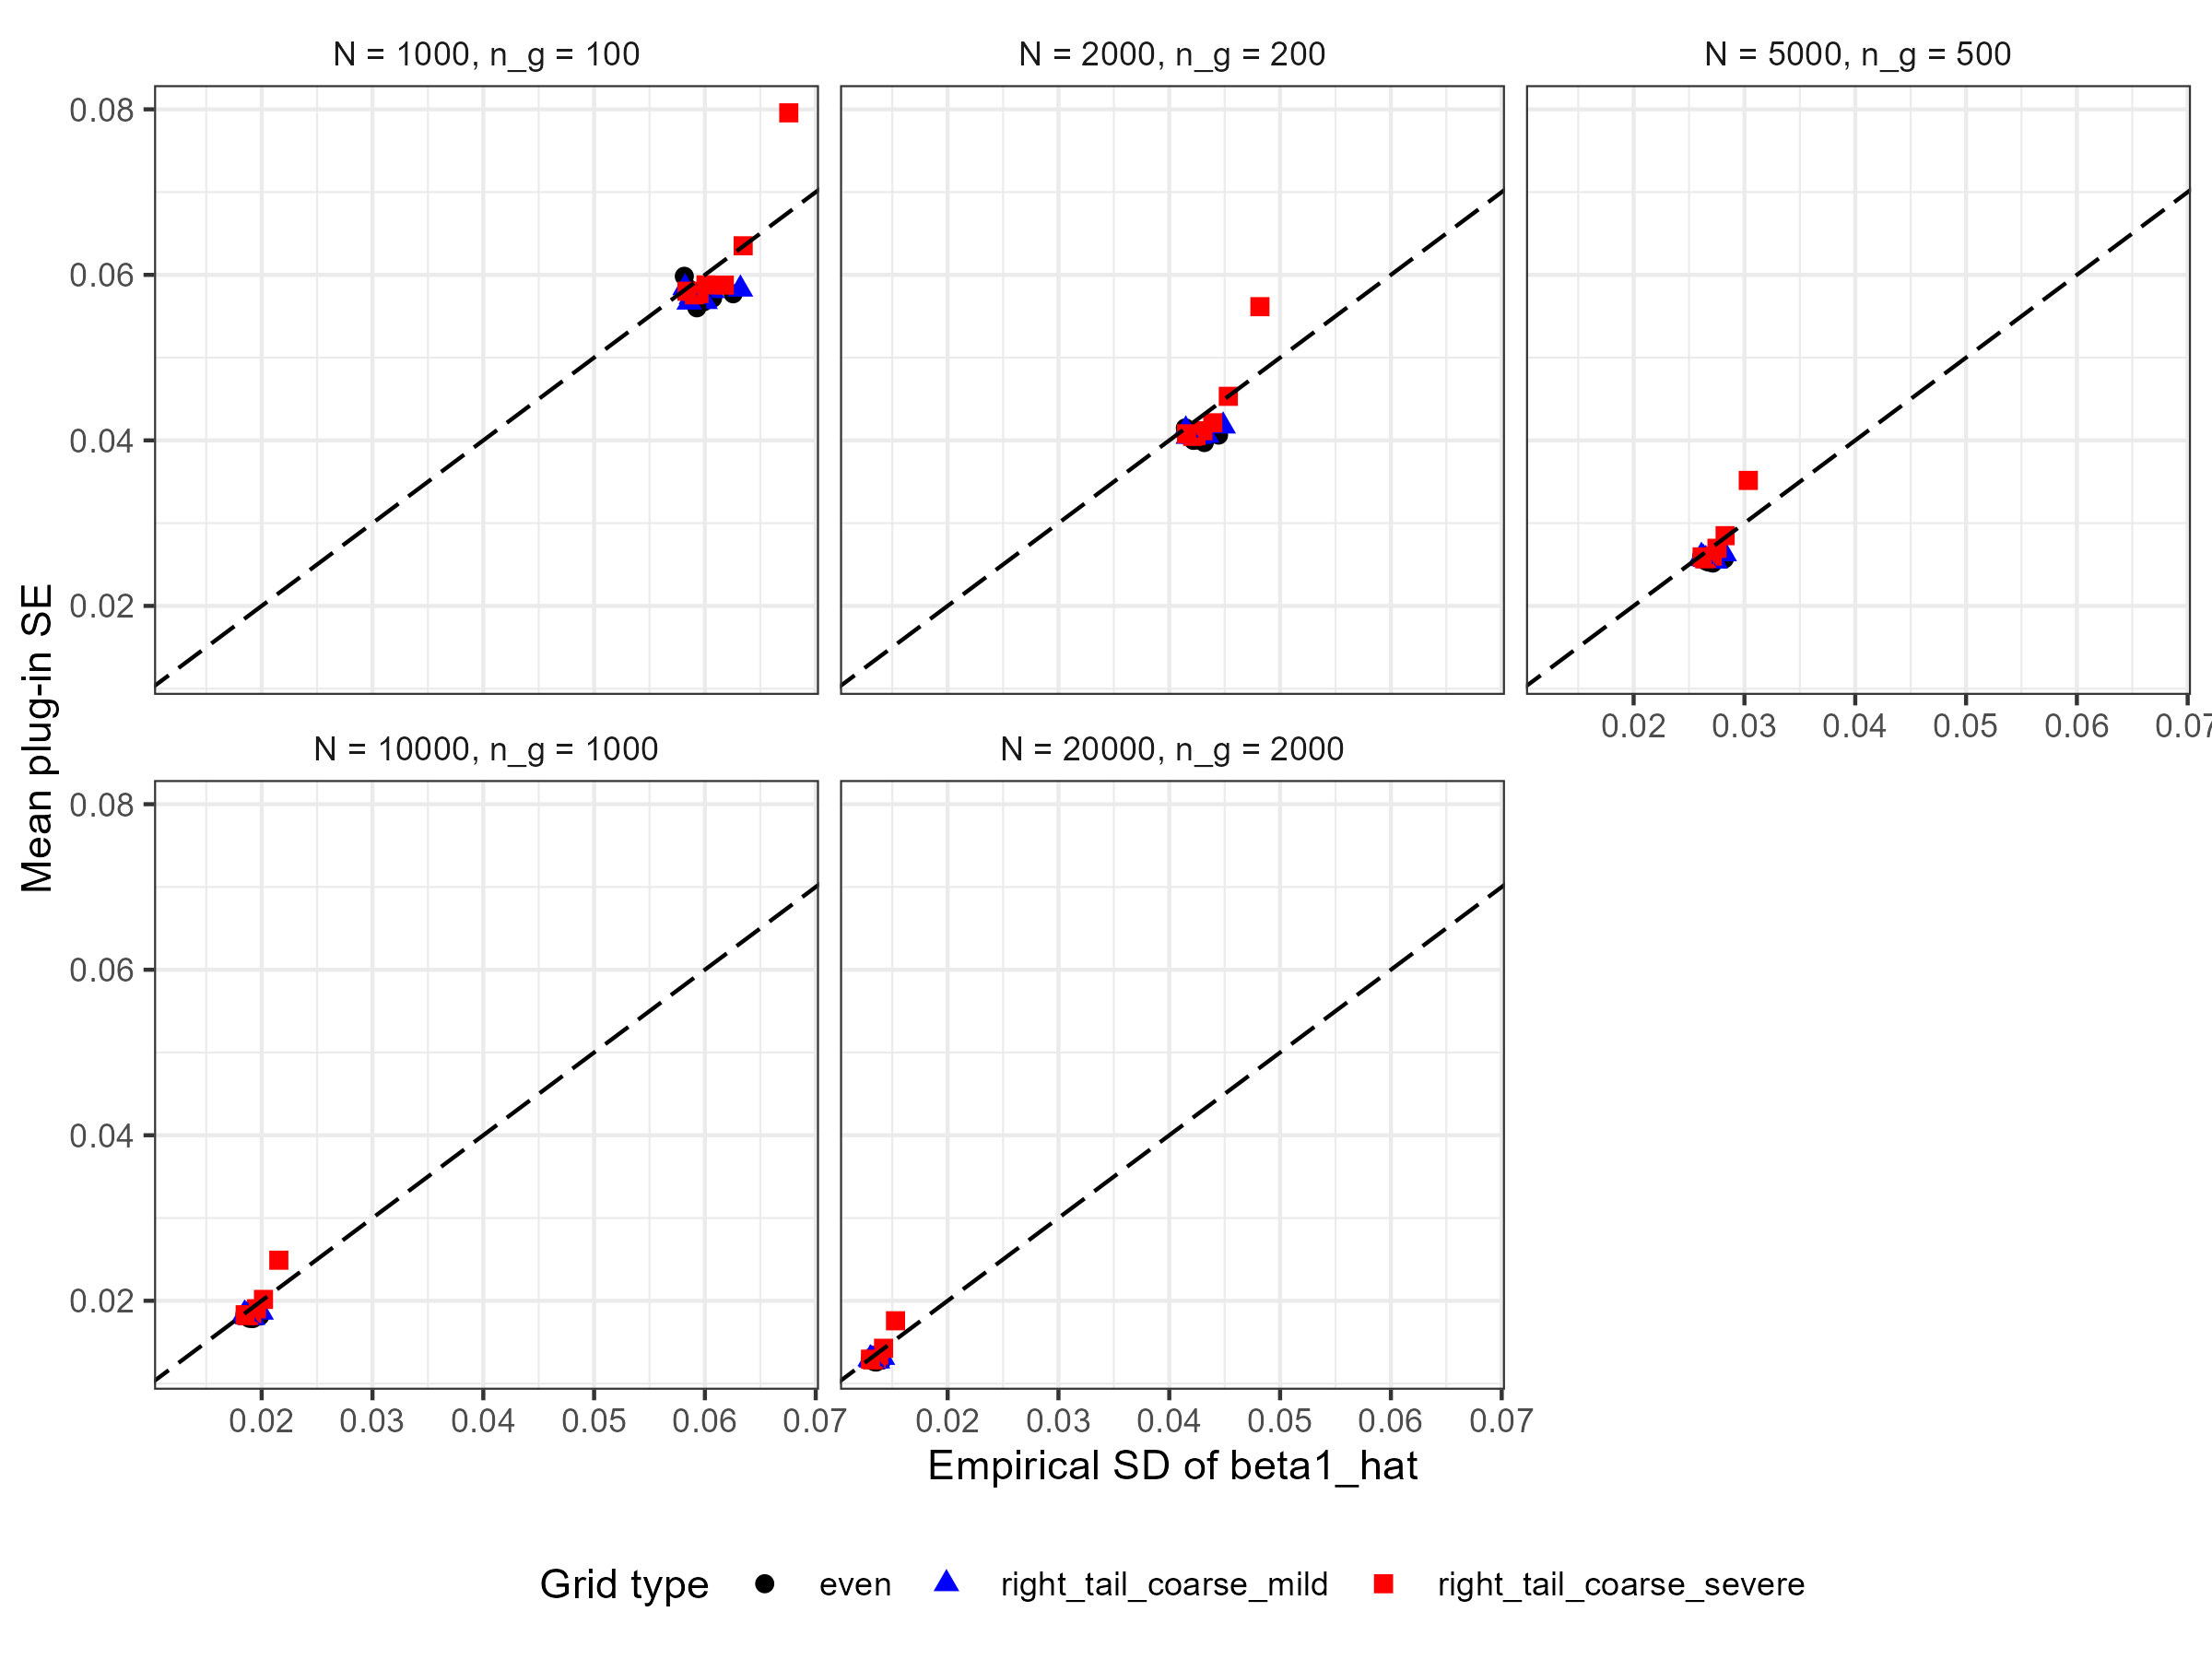 N = 1000, n_g = 100
N = 2000, n_g = 200
N = 5000, n_g = 500
0.08
0.06
0.04
0.02
0.02 0.03 0.04 0.05 0.06 0.07
Mean plug-in SE
N = 10000, n_g = 1000
N = 20000, n_g = 2000
0.08
0.06
0.04
0.02
0.02 0.03 0.04 0.05 0.06 0.07
0.02 0.03 0.04 0.05 0.06 0.07
Empirical SD of beta1_hat
Grid type even right_tail_coarse_mild right_tail_coarse_severe